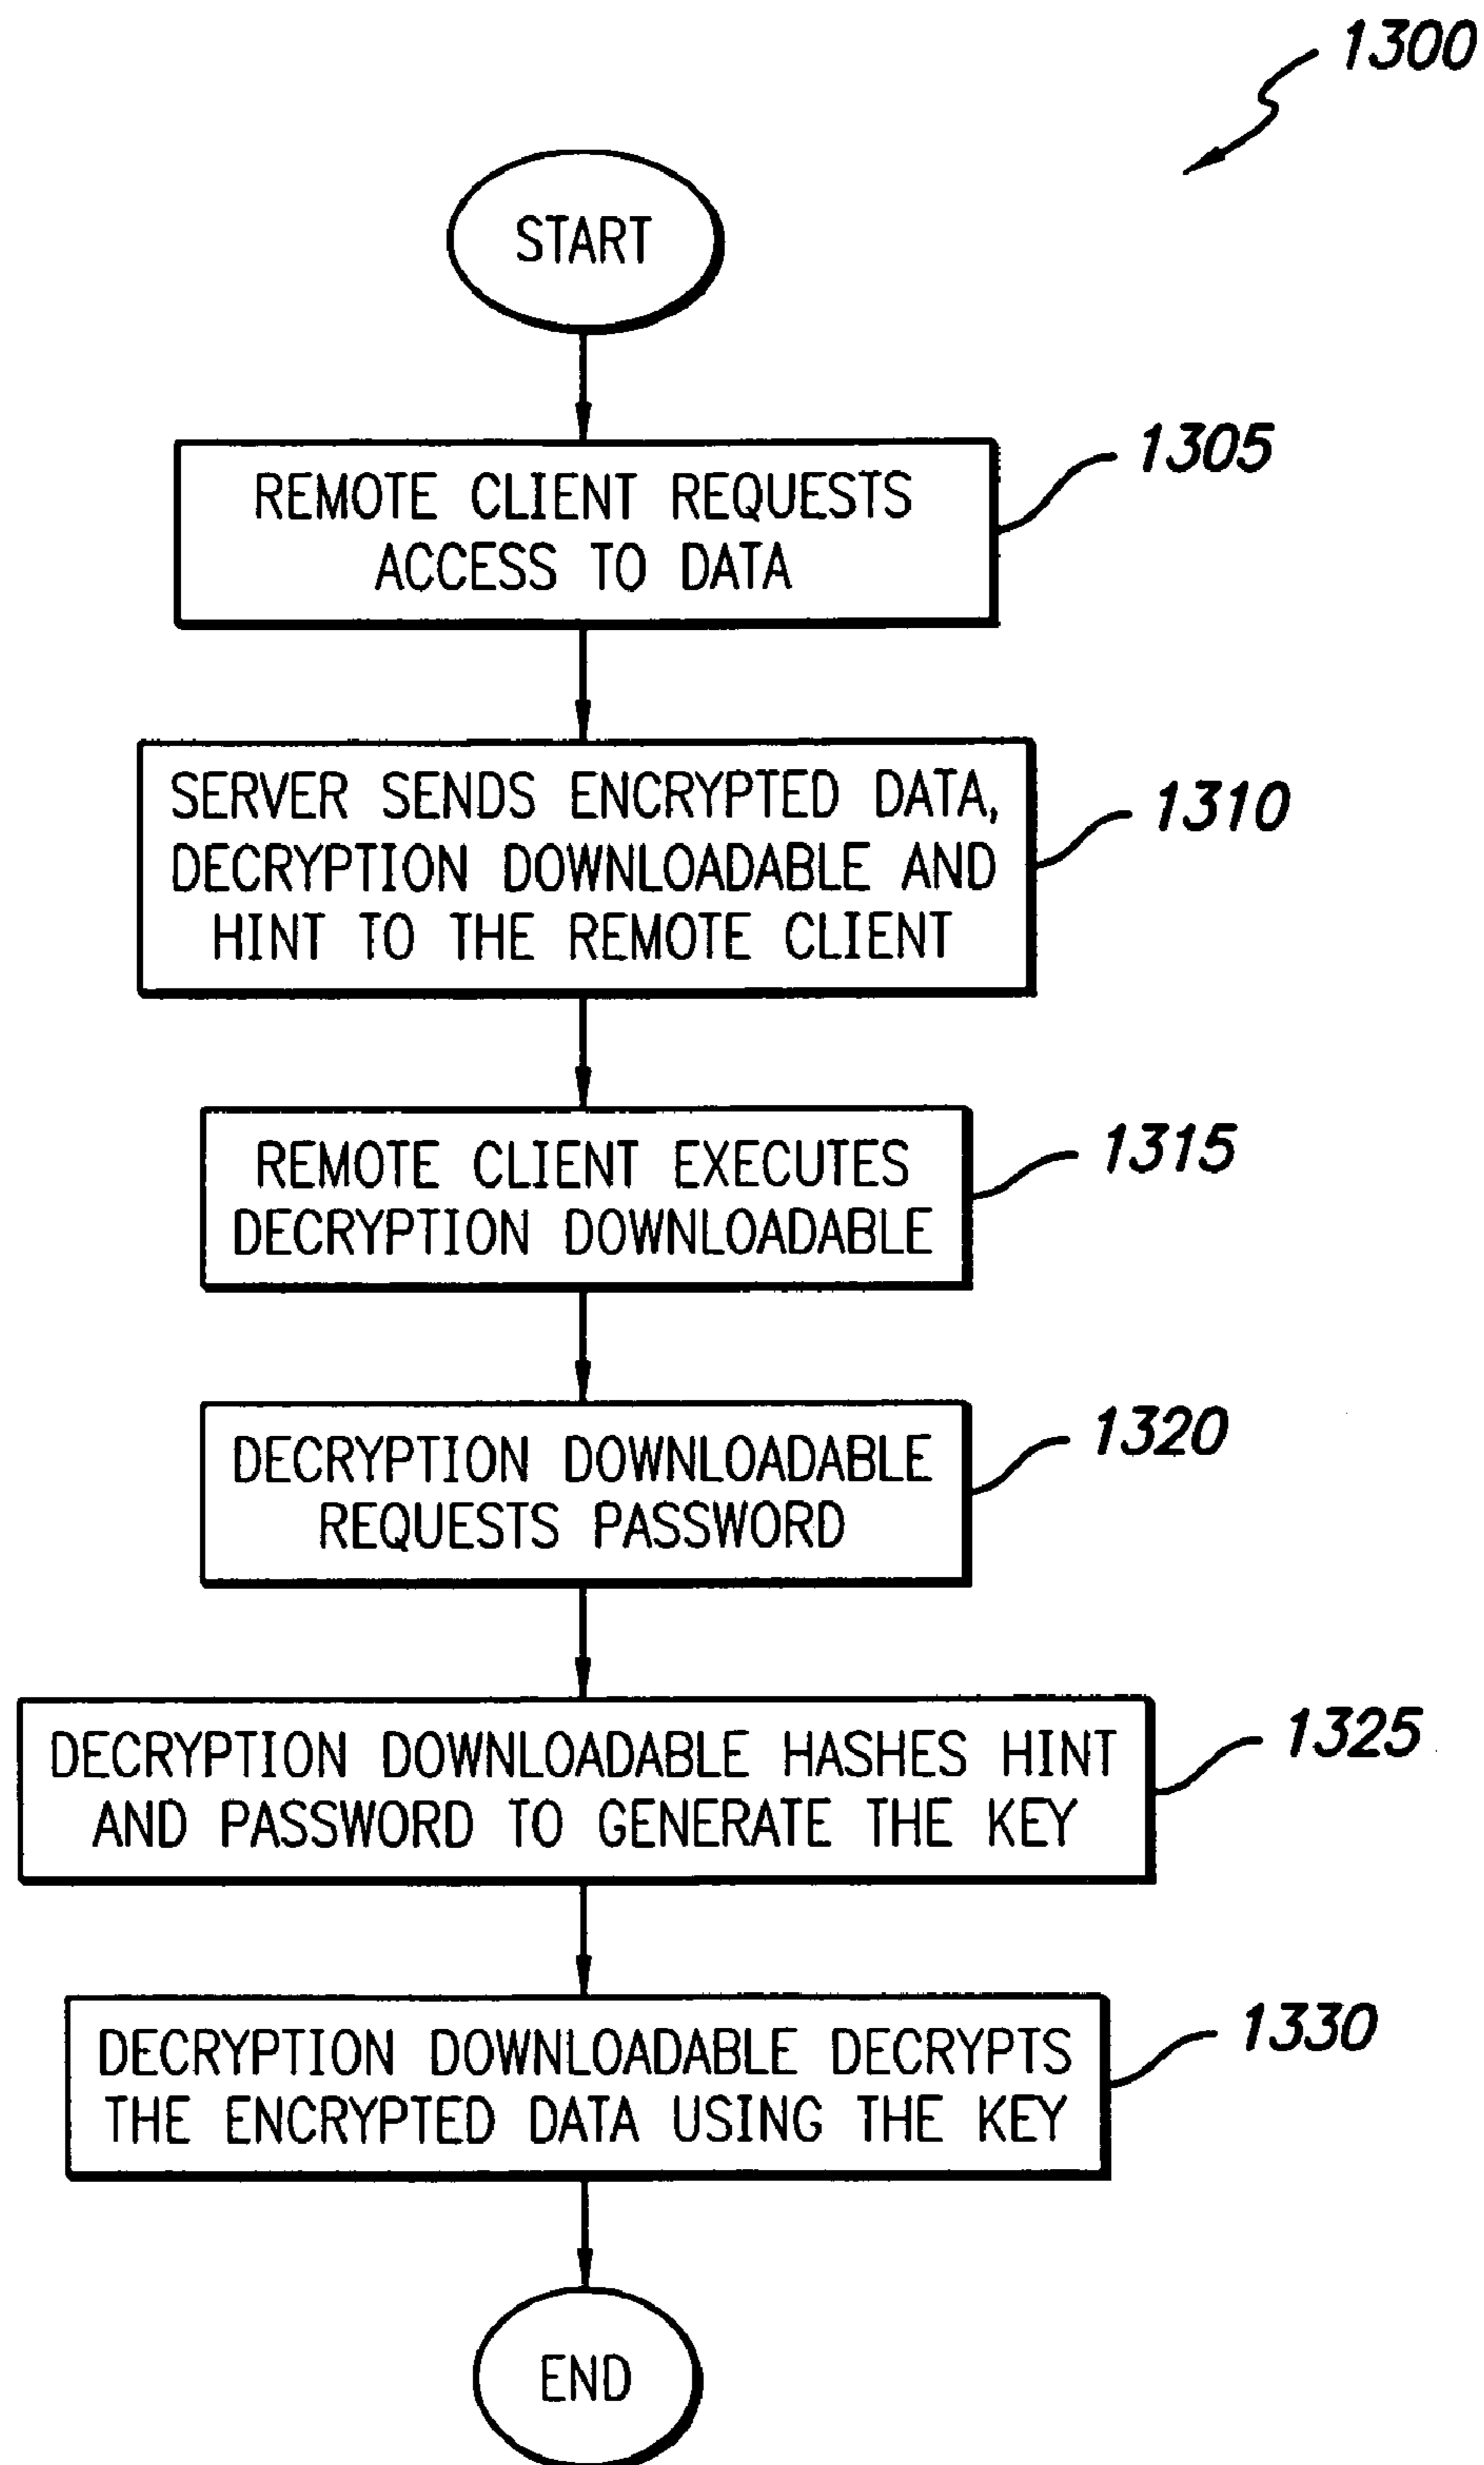 1300
START
REMOTE CLIENT REQUESTS
ACCESS TO DATA
1305
SERVER SENDS ENCRYPTED DATA,
DECRYPTION DOWNLOADABLE AND
HINT TO THE REMOTE CLIENT
1310
REMOTE CLIENT EXECUTES
DECRYPTION DOWNLOADABLE
1315
DECRYPTION DOWNLOADABLE
REQUESTS PASSWORD
1320
DECRYPTION DOWNLOADABLE HASHES HINT
AND PASSWORD TO GENERATE THE KEY
1325
DECRYPTION DOWNLOADABLE DECRYPTS
THE ENCRYPTED DATA USING THE KEY
1330
END